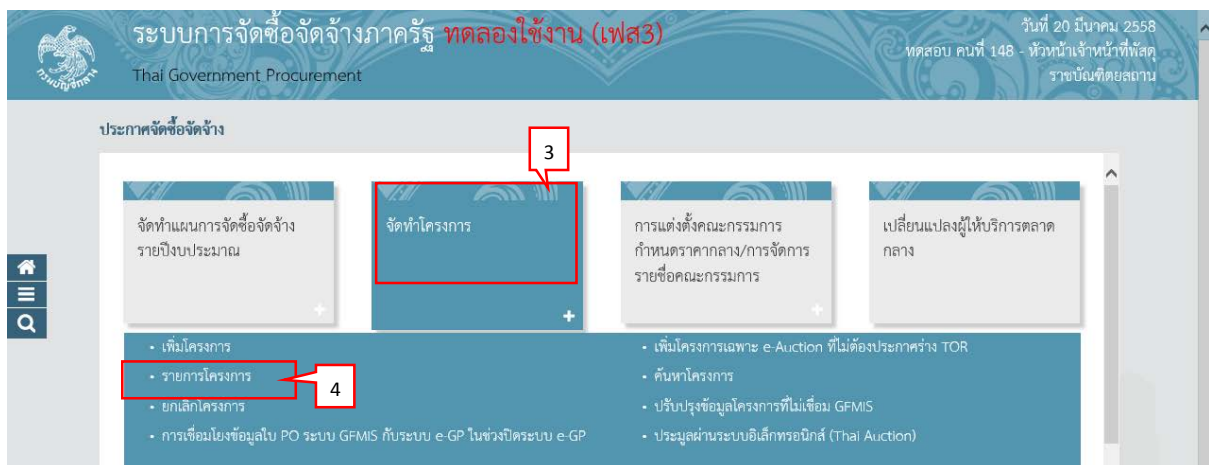 ระบบการจัดซื้อจัดจ้างภาครัฐ ทดลองใช้งาน (เฟส3)
Thai Government Procurement
วันที่ 20 มีนาคม 2558
ทดสอบ คนที่ 148 - หัวหน้าเจ้าหน้าที่พัสดุ
ราชบัณฑิตยสถาน
กรมบัญชีกลาง
ประกาศจัดซื้อจัดจ้าง
3
จัดทำแผนการจัดซื้อจัดจ้าง
รายปีงบประมาณ
จัดทำโครงการ
การแต่งตั้งคณะกรรมการ
กำหนดราคากลาง/การจัดการ
รายชื่อคณะกรรมการ
เปลี่ยนแปลงผู้ให้บริการตลาด
กลาง
• เพิ่มโครงการ
• รายการโครงการ
4
• ยกเลิกโครงการ
• การเชื่อมโยงข้อมูลใบ PO ระบบ GFMIS กับระบบ e-GP ในช่วงปิดระบบ e-GP
• เพิ่มโครงการเฉพาะ e-Auction ที่ไม่ต้องประกาศร่าง TOR
• ค้นหาโครงการ
• ปรับปรุงข้อมูลโครงการที่ไม่เชื่อม GFMIS
• ประมูลผ่านระบบอิเล็กทรอนิกส์ (Thai Auction)